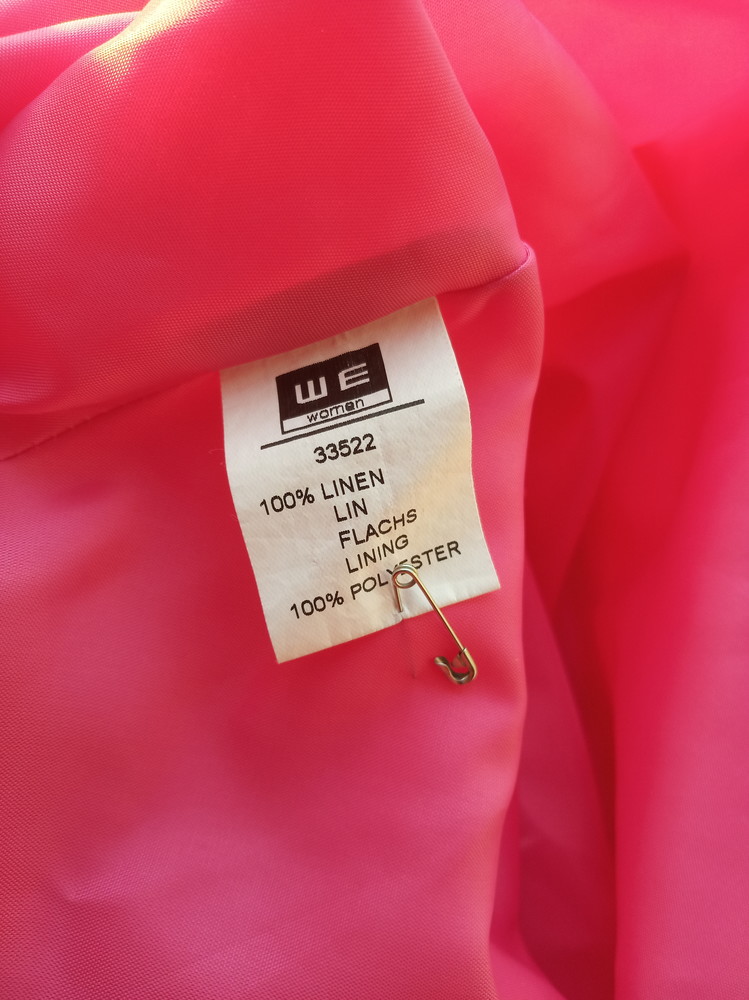 WE
women
33522
100% LINEN
LIN
FLACHS
LINING
100% POLYESTER